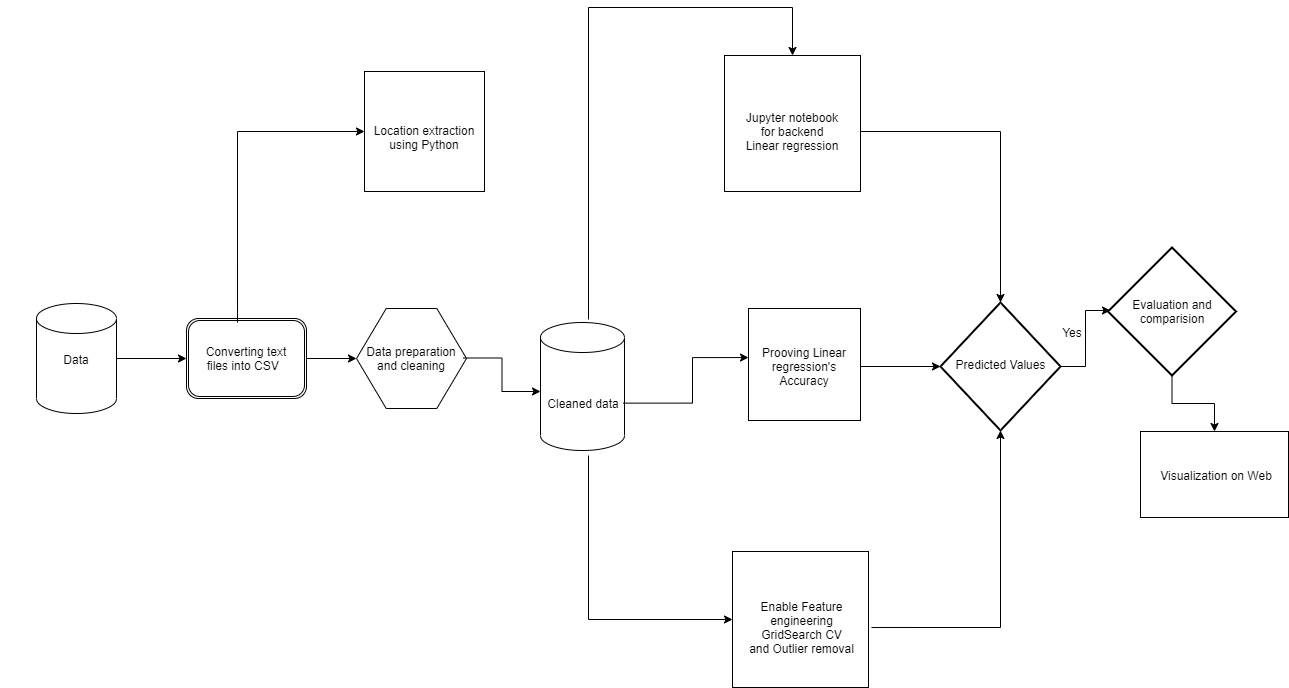 Data
Converting text
files into CSV
Location extraction
using Python
Data preparation
and cleaning
Cleaned data
Jupyter notebook
for backend
Linear regression
Prooving Linear
regression's
Accuracy
Enable Feature
engineering
GridSearch CV
and Outlier removal
Predicted Values
Yes
Evaluation and
comparision
Visualization on Web